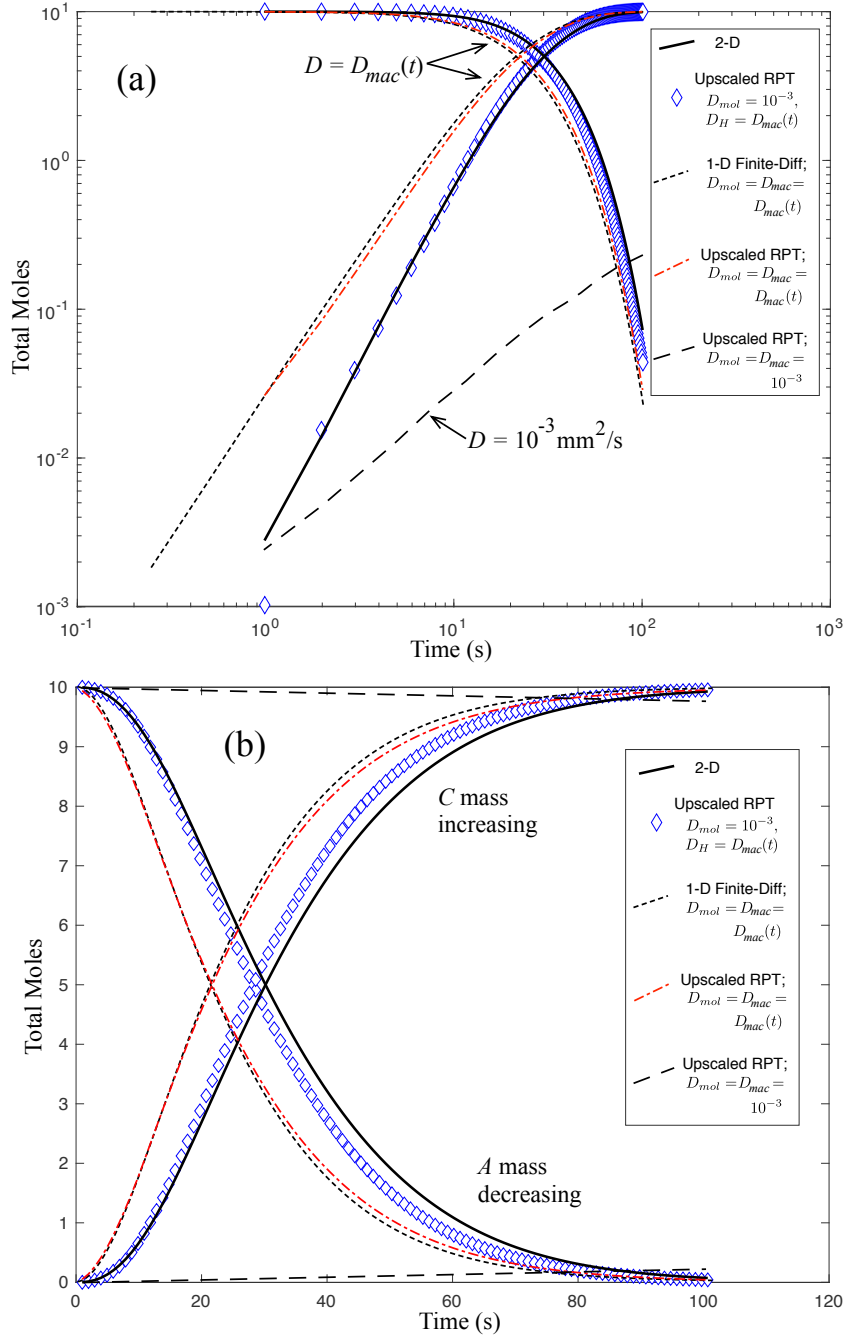 (a)
D = D_mac(t)
D = 10^-3 mm^2/s
2-D
Upscaled RPT
D_mol = 10^-3,
D_H = D_mac(t)
1-D Finite-Diff;
D_mol = D_mac =
D_mac(t)
Upscaled RPT;
D_mol = D_mac =
D_mac(t)
Upscaled RPT;
D_mol = D_mac =
10^-3
Total Moles
10^1
10^0
10^-1
10^-2
10^-3
10^-1
10^0
10^1
10^2
10^3
Time (s)
(b)
C mass
increasing
A mass
decreasing
2-D
Upscaled RPT
D_mol = 10^-3,
D_H = D_mac(t)
1-D Finite-Diff;
D_mol = D_mac =
D_mac(t)
Upscaled RPT;
D_mol = D_mac =
D_mac(t)
Upscaled RPT;
D_mol = D_mac =
10^-3
Total Moles
10
9
8
7
6
5
4
3
2
1
0
0
20
40
60
80
100
120
Time (s)